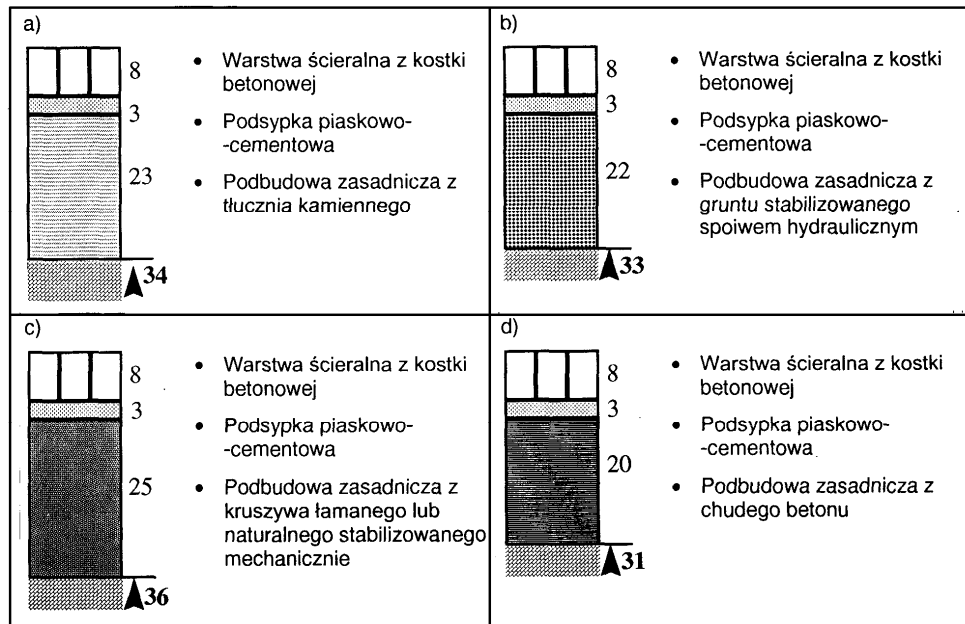 a)
8
3
23
34
• Warstwa ścieralna z kostki
betonowej
• Podsypka piaskowo-
-cementowa
• Podbudowa zasadnicza z
tłucznia kamiennego
b)
8
3
22
33
• Warstwa ścieralna z kostki
betonowej
• Podsypka piaskowo-
-cementowa
• Podbudowa zasadnicza z
gruntu stabilizowanego
spoiwem hydraulicznym
c)
8
3
25
36
• Warstwa ścieralna z kostki
betonowej
• Podsypka piaskowo-
-cementowa
• Podbudowa zasadnicza z
kruszywa łamanego lub
naturalnego stabilizowanego
mechanicznie
d)
8
3
20
31
• Warstwa ścieralna z kostki
betonowej
• Podsypka piaskowo-
-cementowa
• Podbudowa zasadnicza z
chudego betonu